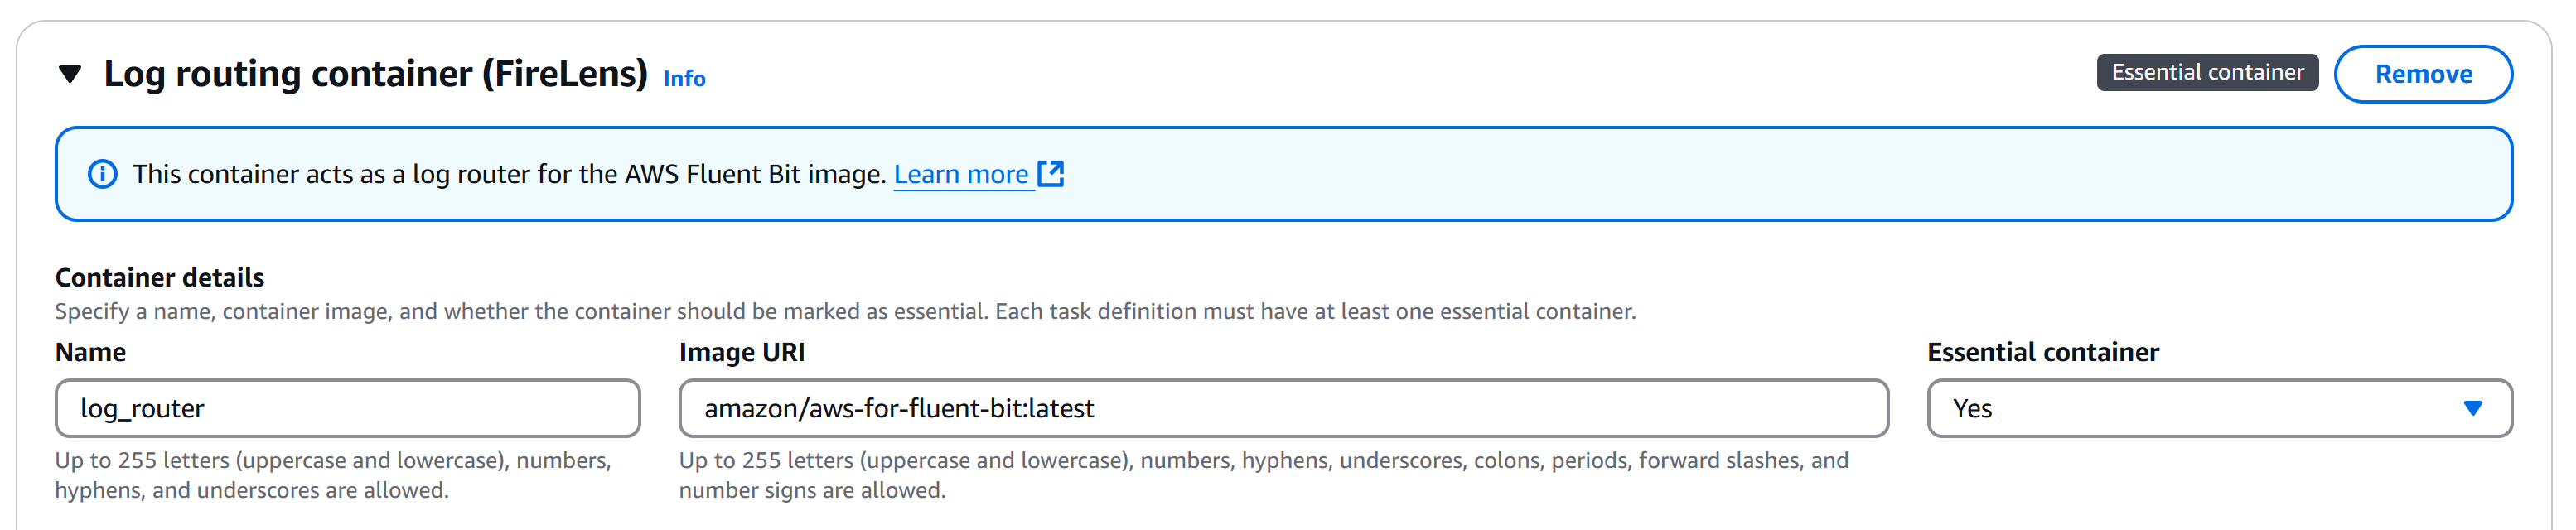 Log routing container (FireLens) Info
Essential container
Remove
This container acts as a log router for the AWS Fluent Bit image. Learn more
Container details
Specify a name, container image, and whether the container should be marked as essential. Each task definition must have at least one essential container.
Name
log_router
Up to 255 letters (uppercase and lowercase), numbers,
hyphens, and underscores are allowed.
Image URI
amazon/aws-for-fluent-bit:latest
Up to 255 letters (uppercase and lowercase), numbers, hyphens, underscores, colons, periods, forward slashes, and
number signs are allowed.
Essential container
Yes